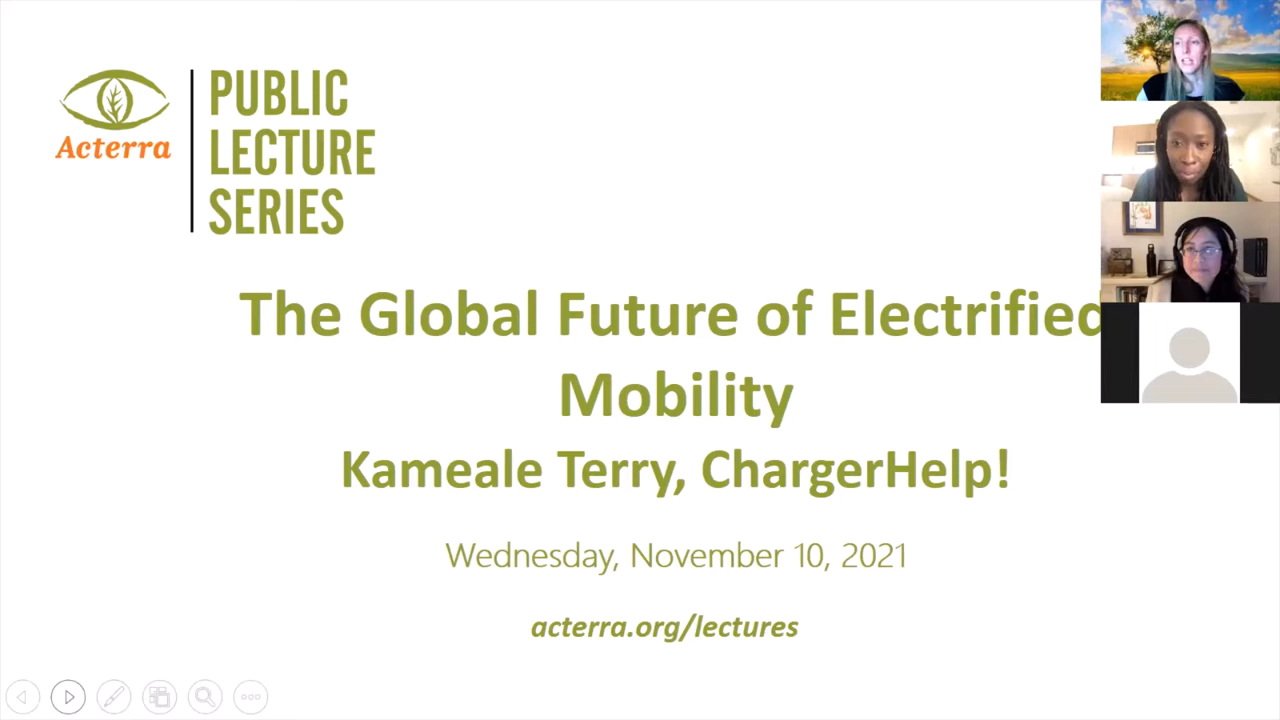 Acterra
PUBLIC
LECTURE
SERIES
The Global Future of Electrified
Mobility
Kameale Terry, ChargerHelp!
Wednesday, November 10, 2021
acterra.org/lectures